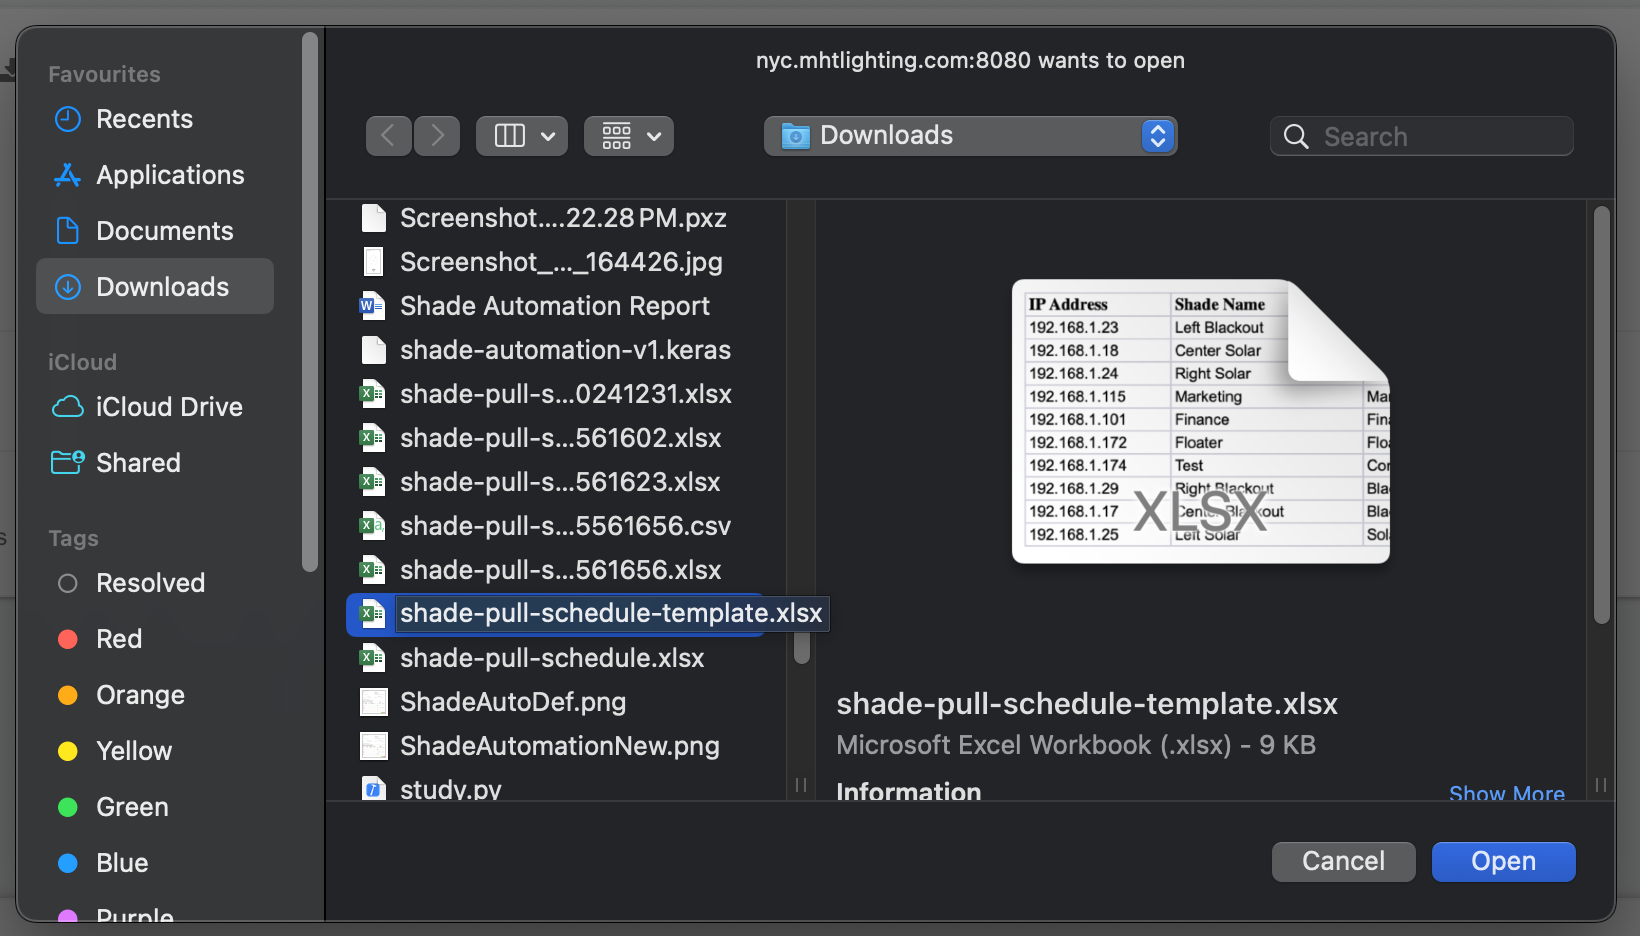 nyc.mhtlighting.com:8080 wants to open
Favourites
Recents
Applications
Documents
Downloads
iCloud
iCloud Drive
Shared
Tags
Resolved
Red
Orange
Yellow
Green
Blue
Purple
Downloads
Search
Screenshot....22.28 PM.pxz
Screenshot_..._164426.jpg
Shade Automation Report
shade-automation-v1.keras
shade-pull-s...0241231.xlsx
shade-pull-s...561602.xlsx
shade-pull-s...561623.xlsx
shade-pull-s...5561656.csv
shade-pull-s...561656.xlsx
shade-pull-schedule-template.xlsx
shade-pull-schedule.xlsx
ShadeAutoDef.png
ShadeAutomationNew.png
study.py
IP Address Shade Name
192.168.1.23 Left Blackout
192.168.1.18 Center Solar
192.168.1.24 Right Solar
192.168.1.115 Marketing Mar
192.168.1.101 Finance Fin
192.168.1.172 Floater Flo
192.168.1.174 Test Cor
192.168.1.29 Right Blackout Bla
192.168.1.17 Center Blackout Bla
192.168.1.25 Left Solar Sol
XLSX
shade-pull-schedule-template.xlsx
Microsoft Excel Workbook (.xlsx) - 9 KB
Information
Show More
Cancel
Open